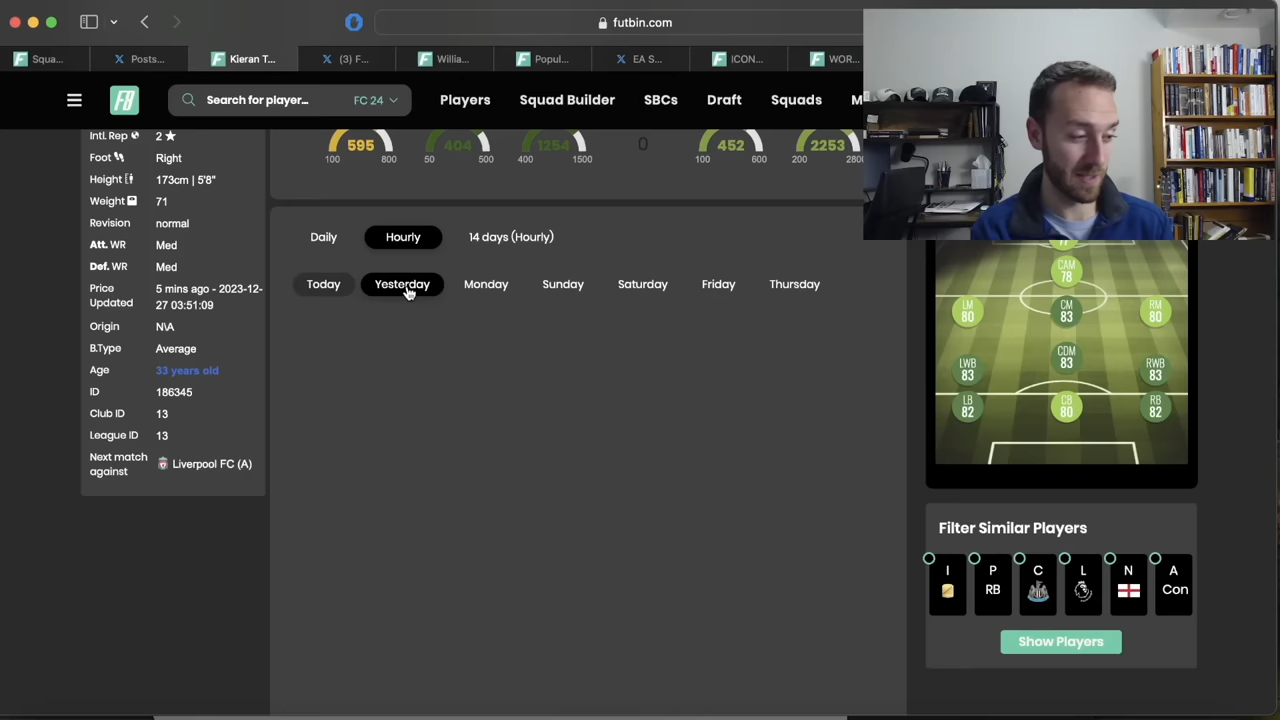 futbin.com
Squa... Posts... Kieran T... (3) F... Willia... Popul... EA S... ICON... WOR...
FB Search for player... FC 24 Players Squad Builder SBCs Draft Squads M
Intl. Rep 2
Foot Right
Height 173cm | 5'8"
Weight 71
Revision normal
Att. WR Med
Def. WR Med
Price Updated 5 mins ago - 2023-12-27 03:51:09
Origin N\A
B.Type Average
Age 33 years old
ID 186345
Club ID 13
League ID 13
Next match against Liverpool FC (A)
595 404 1254 0 452 2253
100 800 50 500 400 1500 100 600 200 2800
Daily Hourly 14 days (Hourly)
Today Yesterday Monday Sunday Saturday Friday Thursday
CAM
78
LM
80
CM
83
RM
80
CDM
83
LWB
83
RWB
83
LB
82
CB
80
RB
82
Filter Similar Players
I P C L N A
RB Con
Show Players